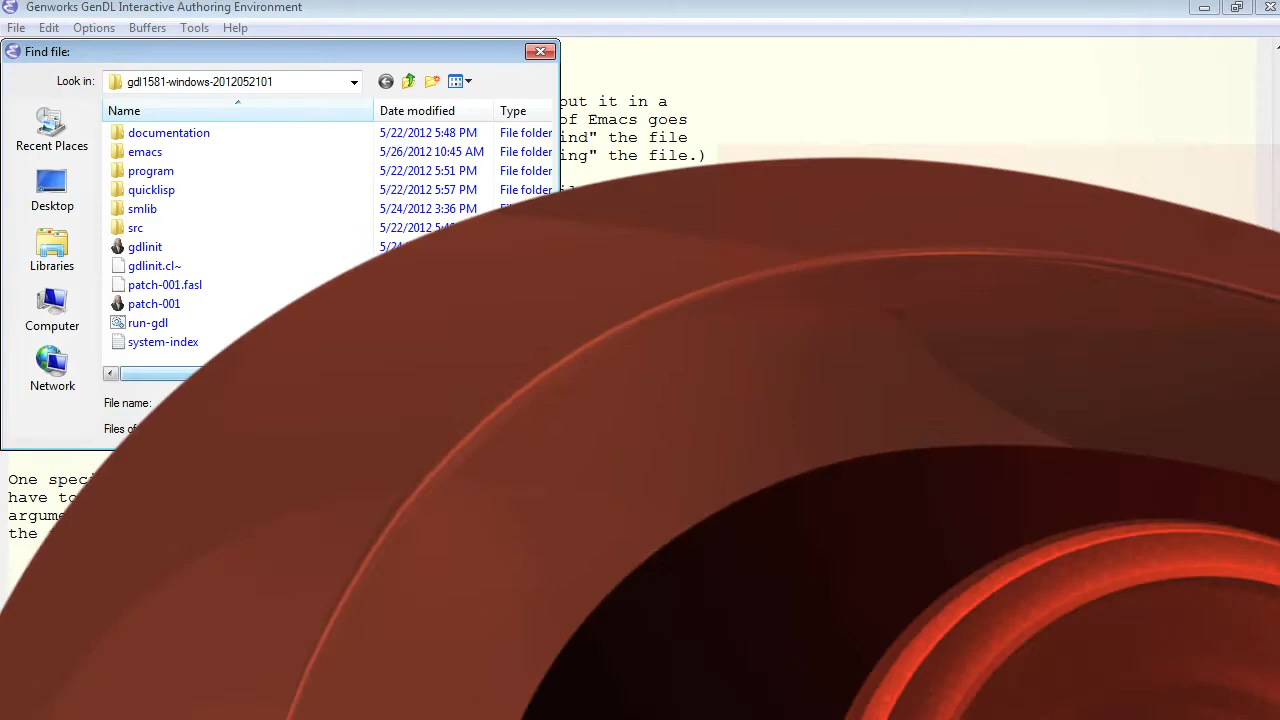 Genworks GenDL Interactive Authoring Environment
File Edit Options Buffers Tools Help
Find file:
Look in: gdl1581-windows-2012052101
Name Date modified Type
documentation 5/22/2012 5:48 PM File folder
emacs 5/26/2012 10:45 AM File folder
program 5/22/2012 5:51 PM File folder
quicklisp 5/22/2012 5:57 PM File folder
smlib 5/24/2012 3:36 PM
src 5/22/2012
gdlinit
gdlinit.cl~
patch-001.fasl
patch-001
run-gdl
system-index
Recent Places
Desktop
Libraries
Computer
Network
File name:
Files
put it in a
of Emacs goes
the file
the file.)
One
have to
the